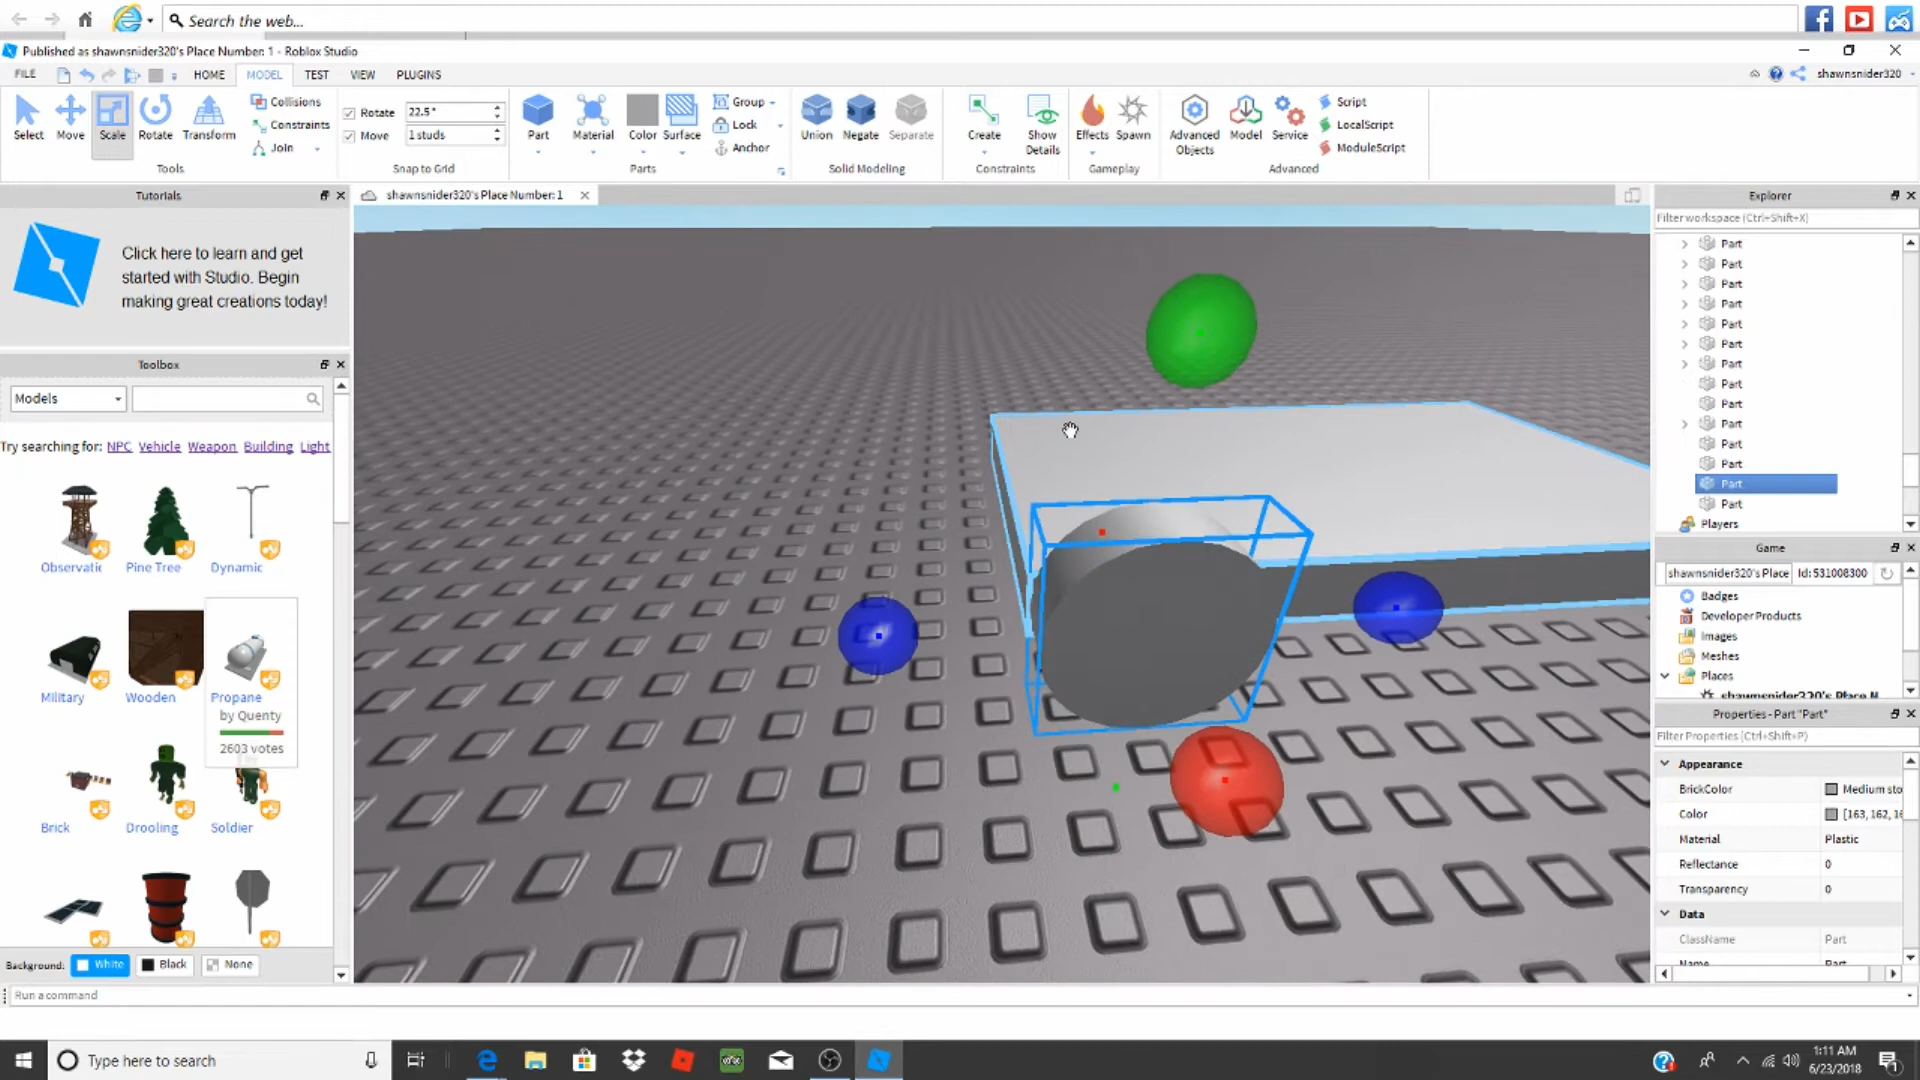 Search the web...
Published as shawnsnider320's Place Number: 1 - Roblox Studio
FILE HOME MODEL TEST VIEW PLUGINS shawnsnider320
Select Move Scale Rotate Transform
Collisions
Constraints
Join
Tools
Rotate 22.5°
Move 1 studs
Snap to Grid
Part Material Color Surface
Group
Lock
Anchor
Parts
Union Negate Separate
Solid Modeling
Create Show Details
Constraints
Effects Spawn
Gameplay
Advanced Objects Model Service
Script
LocalScript
ModuleScript
Advanced
Tutorials
Click here to learn and get
started with Studio. Begin
making great creations today!
Toolbox
Models
Try searching for: NPC Vehicle Weapon Building Light
Observatic Pine Tree Dynamic
Military Wooden Propane
by Quenty
2603 votes
Brick Drooling Soldier
Background: White Black None
Run a command
shawnsnider320's Place Number: 1
Explorer
Filter workspace (Ctrl+Shift+X)
Part
Part
Part
Part
Part
Part
Part
Part
Part
Part
Part
Part
Part
Part
Players
Game
shawnsnider320's Place Id: 531008300
Badges
Developer Products
Images
Meshes
Places
shawnsnider320's Place N
Properties - Part "Part"
Filter Properties (Ctrl+Shift+P)
Appearance
BrickColor Medium sto
Color [163, 162, 16
Material Plastic
Reflectance 0
Transparency 0
Data
ClassName Part
Name Part
Type here to search
1:11 AM
6/23/2018